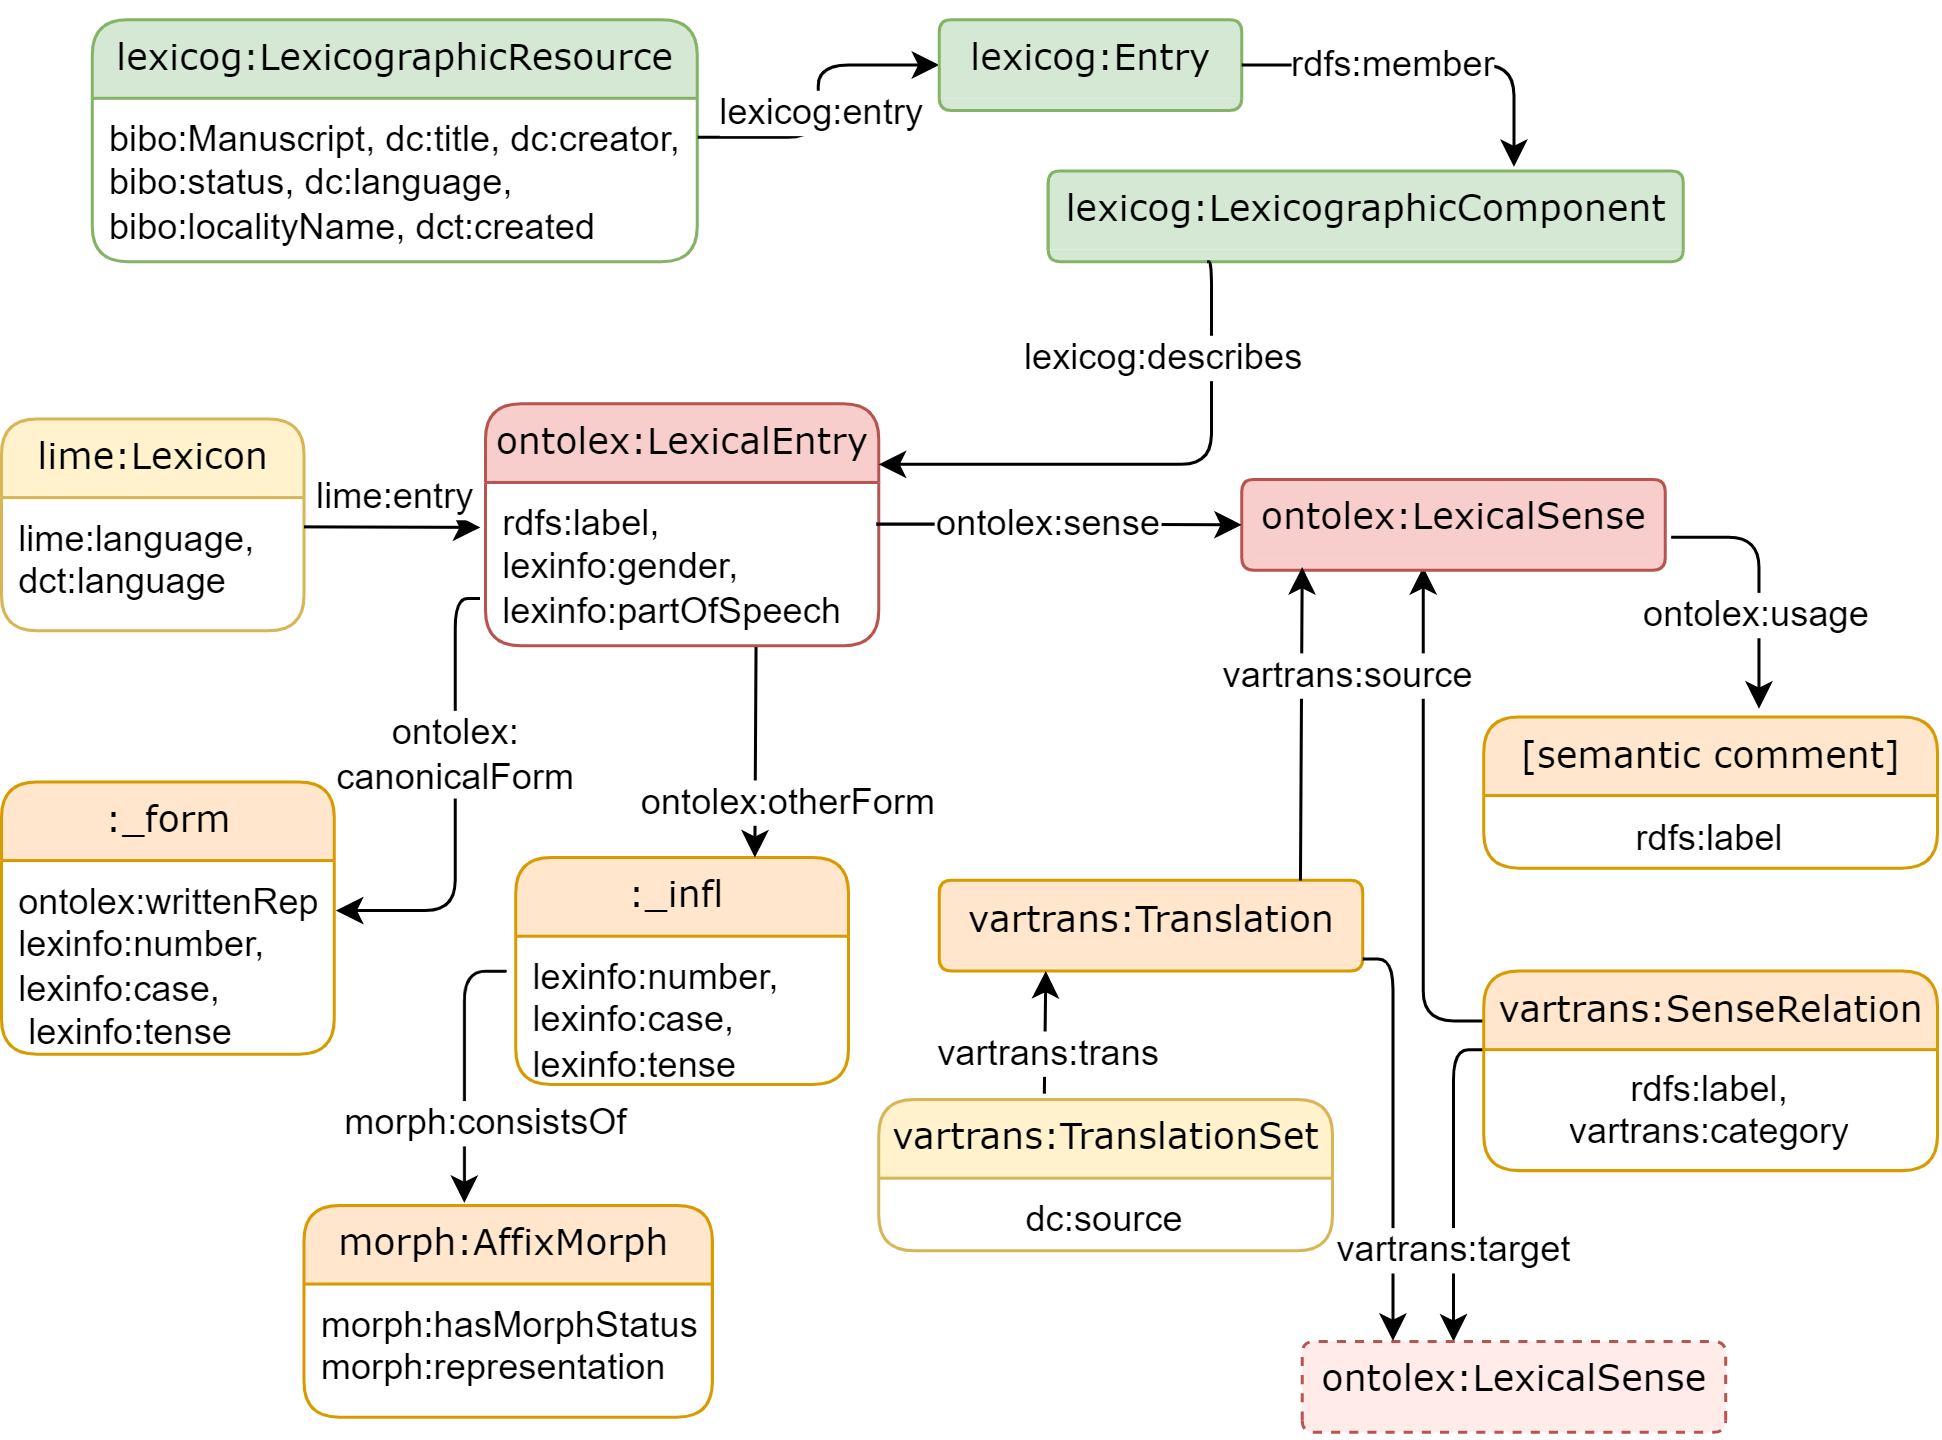 lexicog:LexicographicResource
bibo:Manuscript, dc:title, dc:creator,
bibo:status, dc:language,
bibo:localityName, dct:created
lexicog:entry
lexicog:Entry
rdfs:member
lexicog:LexicographicComponent
lexicog:describes
lime:Lexicon
lime:language,
dct:language
lime:entry
ontolex:LexicalEntry
rdfs:label,
lexinfo:gender,
lexinfo:partOfSpeech
ontolex:sense
ontolex:LexicalSense
ontolex:usage
vartrans:source
ontolex:
canonicalForm
ontolex:otherForm
[semantic comment]
rdfs:label
:_form
ontolex:writtenRep
lexinfo:number,
lexinfo:case,
lexinfo:tense
:_infl
lexinfo:number,
lexinfo:case,
lexinfo:tense
vartrans:Translation
vartrans:SenseRelation
rdfs:label,
vartrans:category
vartrans:trans
morph:consistsOf
vartrans:TranslationSet
dc:source
morph:AffixMorph
morph:hasMorphStatus
morph:representation
vartrans:target
ontolex:LexicalSense